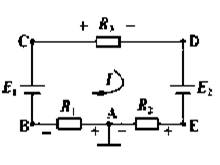 + R₃ −
C D
E₁ I E₂
R₁ A R₂
B − + − + E